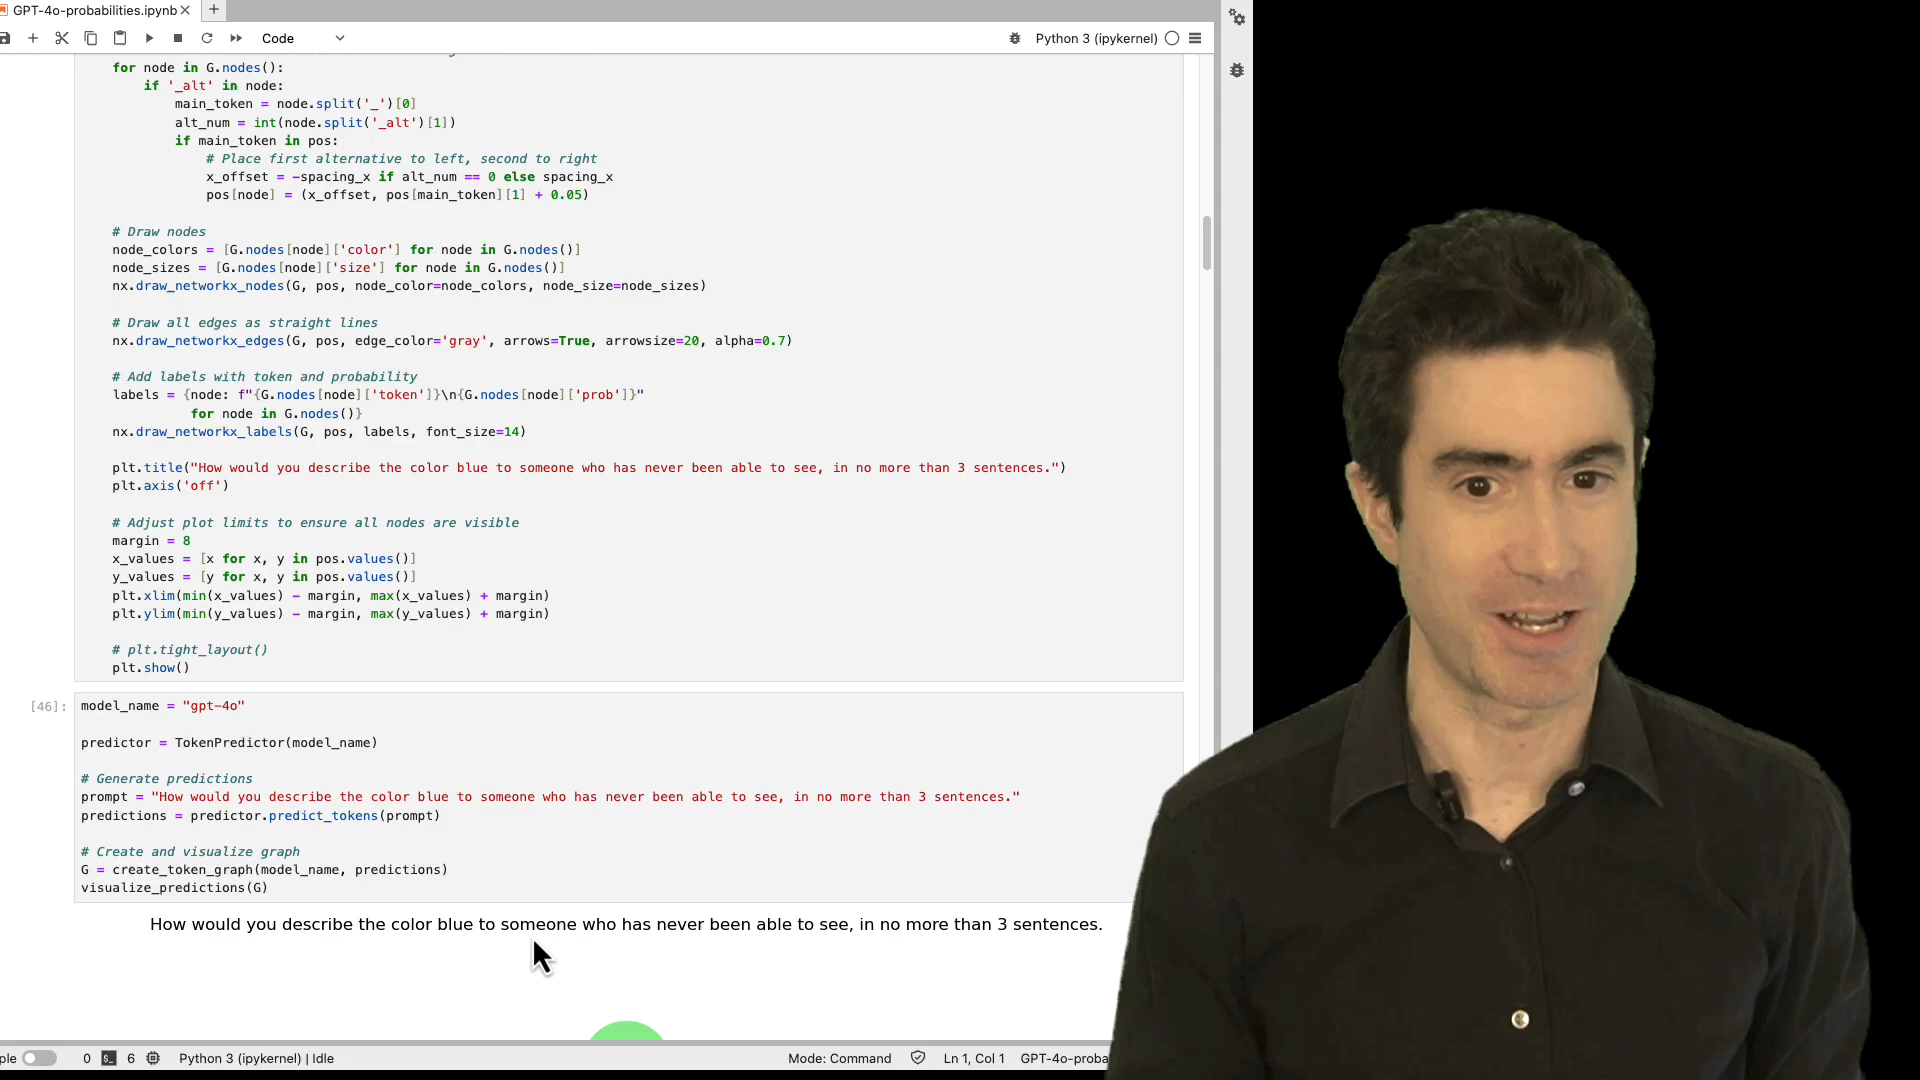 GPT-4o-probabilities.ipynb
Code
Python 3 (ipykernel)
for node in G.nodes():
if '_alt' in node:
main_token = node.split('_')[0]
alt_num = int(node.split('_alt')[1])
if main_token in pos:
# Place first alternative to left, second to right
x_offset = -spacing_x if alt_num == 0 else spacing_x
pos[node] = (x_offset, pos[main_token][1] + 0.05)
# Draw nodes
node_colors = [G.nodes[node]['color'] for node in G.nodes()]
node_sizes = [G.nodes[node]['size'] for node in G.nodes()]
nx.draw_networkx_nodes(G, pos, node_color=node_colors, node_size=node_sizes)
# Draw all edges as straight lines
nx.draw_networkx_edges(G, pos, edge_color='gray', arrows=True, arrowsize=20, alpha=0.7)
# Add labels with token and probability
labels = {node: f"{G.nodes[node]['token']}\n{G.nodes[node]['prob']}"
for node in G.nodes()}
nx.draw_networkx_labels(G, pos, labels, font_size=14)
plt.title("How would you describe the color blue to someone who has never been able to see, in no more than 3 sentences.")
plt.axis('off')
# Adjust plot limits to ensure all nodes are visible
margin = 8
x_values = [x for x, y in pos.values()]
y_values = [y for x, y in pos.values()]
plt.xlim(min(x_values) - margin, max(x_values) + margin)
plt.ylim(min(y_values) - margin, max(y_values) + margin)
# plt.tight_layout()
plt.show()
[46]:
model_name = "gpt-4o"
predictor = TokenPredictor(model_name)
# Generate predictions
prompt = "How would you describe the color blue to someone who has never been able to see, in no more than 3 sentences."
predictions = predictor.predict_tokens(prompt)
# Create and visualize graph
G = create_token_graph(model_name, predictions)
visualize_predictions(G)
How would you describe the color blue to someone who has never been able to see, in no more than 3 sentences.
ple 0 6 Python 3 (ipykernel) | Idle Mode: Command Ln 1, Col 1 GPT-4o-proba